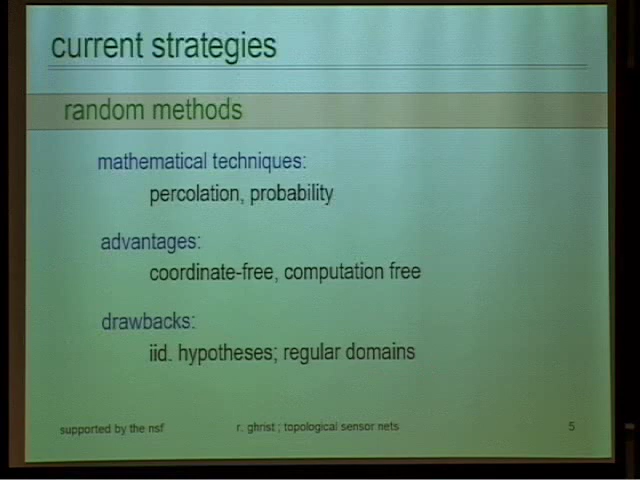 current strategies
random methods
mathematical techniques:
percolation, probability
advantages:
coordinate-free, computation free
drawbacks:
iid. hypotheses; regular domains
supported by the nsf
r. ghrist ; topological sensor nets
5